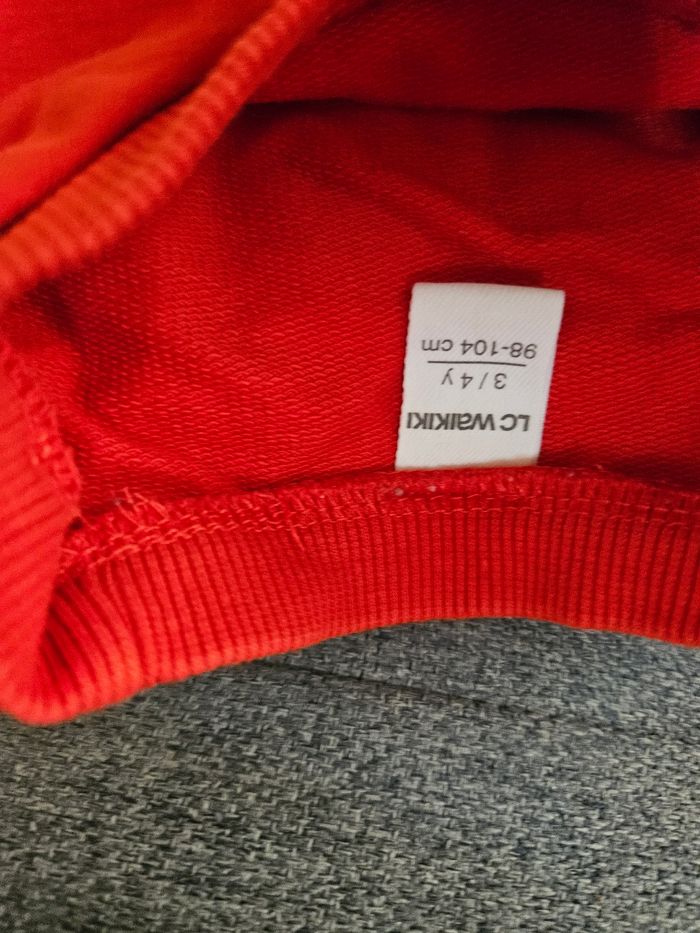 LC WAIKIKI
3 / 4 y
98-104 cm